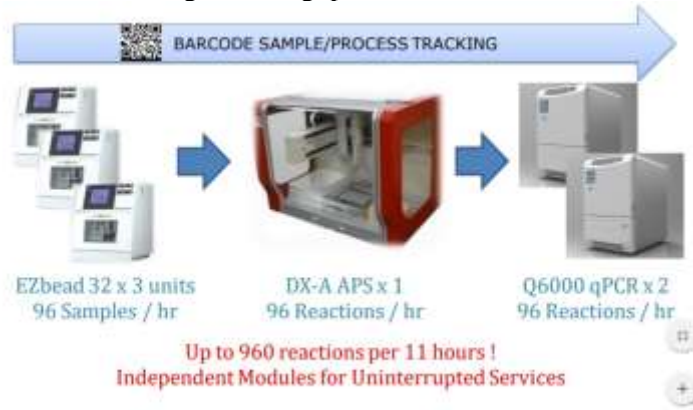 BARCODE SAMPLE/PROCESS TRACKING
EZbead 32 x 3 units
96 Samples / hr
DX-A APS x 1
96 Reactions / hr
Q6000 qPCR x 2
96 Reactions / hr
Up to 960 reactions per 11 hours !
Independent Modules for Uninterrupted Services